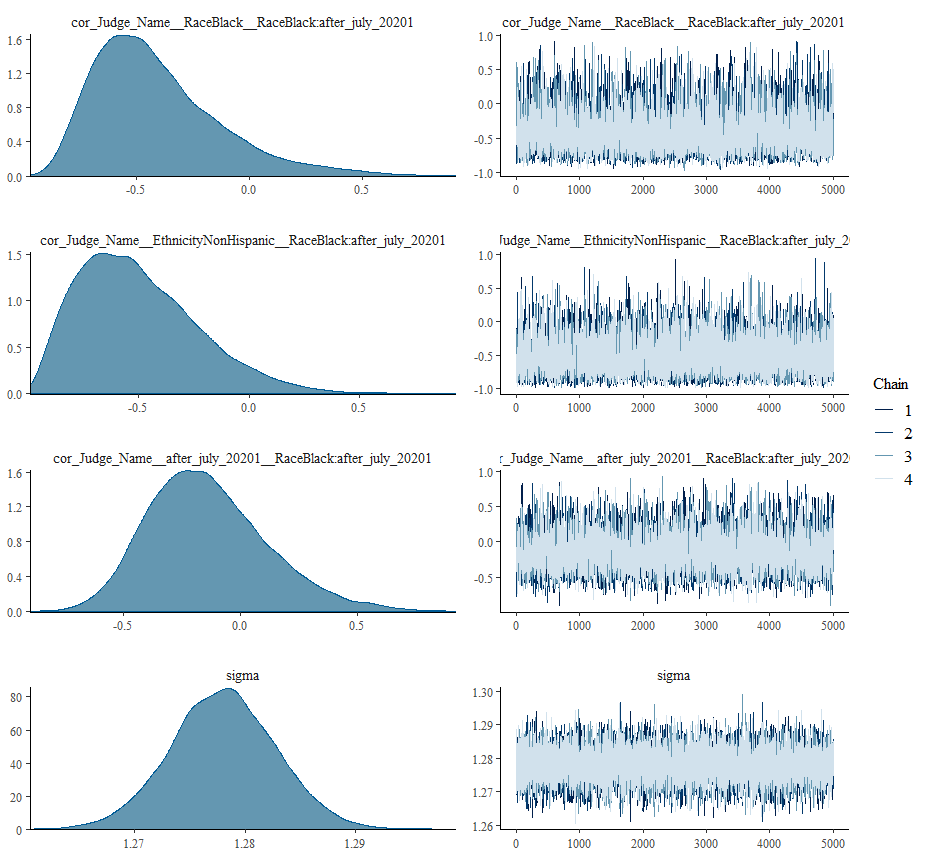 cor_Judge_Name__RaceBlack__RaceBlack:after_july_20201
1.6
1.2
0.8
0.4
0.0
-0.5 0.0 0.5
cor_Judge_Name__RaceBlack__RaceBlack:after_july_20201
1.0
0.5
0.0
-0.5
-1.0
0 1000 2000 3000 4000 5000
cor_Judge_Name__EthnicityNonHispanic__RaceBlack:after_july_20201
1.5
1.0
0.5
0.0
-0.5 0.0 0.5
Judge_Name__EthnicityNonHispanic__RaceBlack:after_july_20
1.0
0.5
0.0
-0.5
-1.0
0 1000 2000 3000 4000 5000
cor_Judge_Name__after_july_20201__RaceBlack:after_july_20201
1.6
1.2
0.8
0.4
0.0
-0.5 0.0 0.5
r_Judge_Name__after_july_20201__RaceBlack:after_july_2020
1.0
0.5
0.0
-0.5
0 1000 2000 3000 4000 5000
sigma
80
60
40
20
0
1.27 1.28 1.29
sigma
1.30
1.29
1.28
1.27
1.26
0 1000 2000 3000 4000 5000
Chain
1
2
3
4